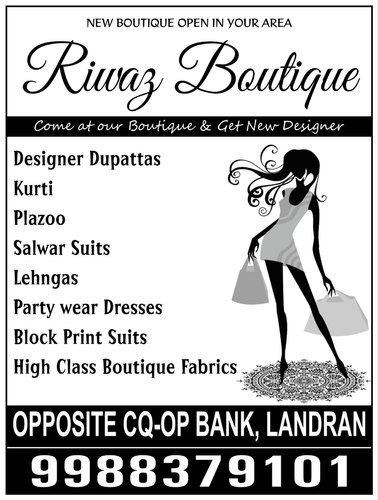 NEW BOUTIQUE OPEN IN YOUR AREA
Riwaz Boutique
Come at our Boutique & Get New Designer
Designer Dupattas
Kurti
Plazoo
Salwar Suits
Lehngas
Party wear Dresses
Block Print Suits
High Class Boutique Fabrics
OPPOSITE CQ-OP BANK, LANDRAN
9988379101